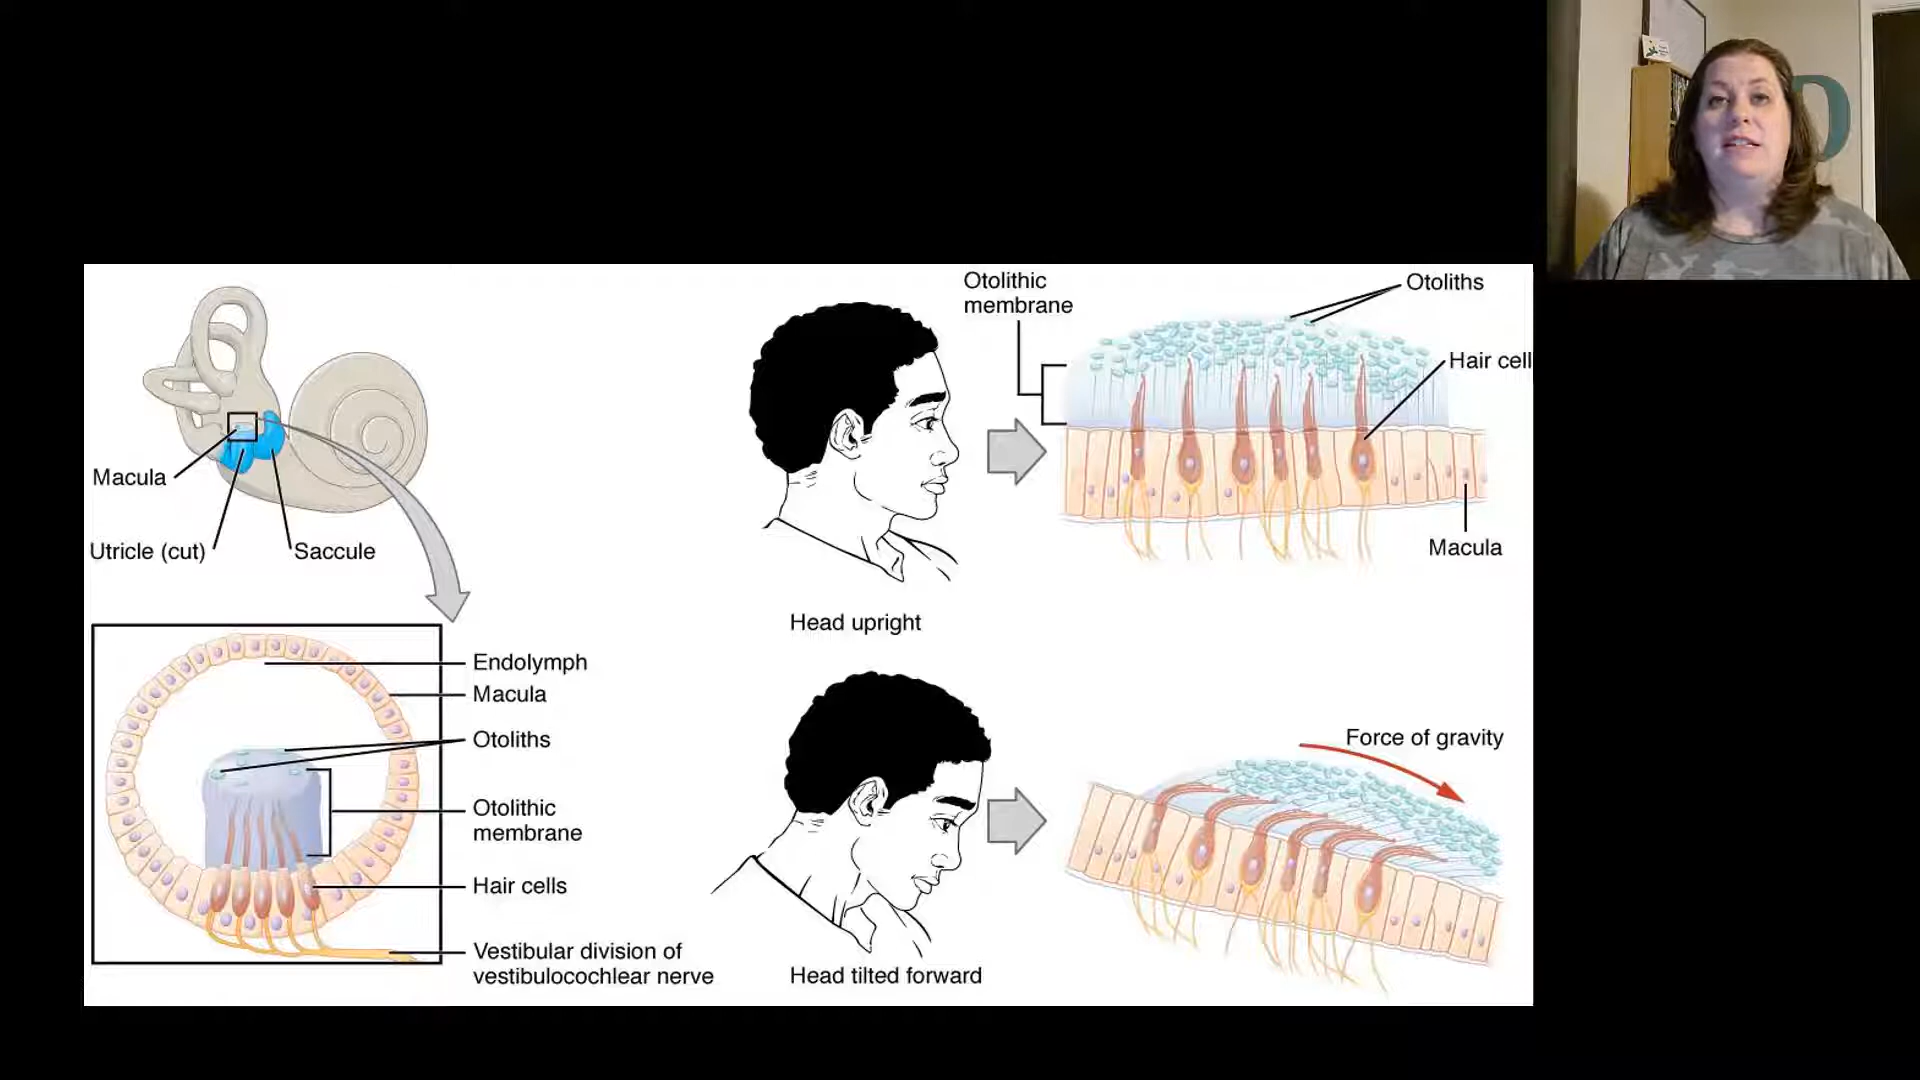 Macula
Utricle (cut)
Saccule
Endolymph
Macula
Otoliths
Otolithic
membrane
Hair cells
Vestibular division of
vestibulocochlear nerve
Otolithic
membrane
Otoliths
Hair cell
Macula
Head upright
Force of gravity
Head tilted forward
D